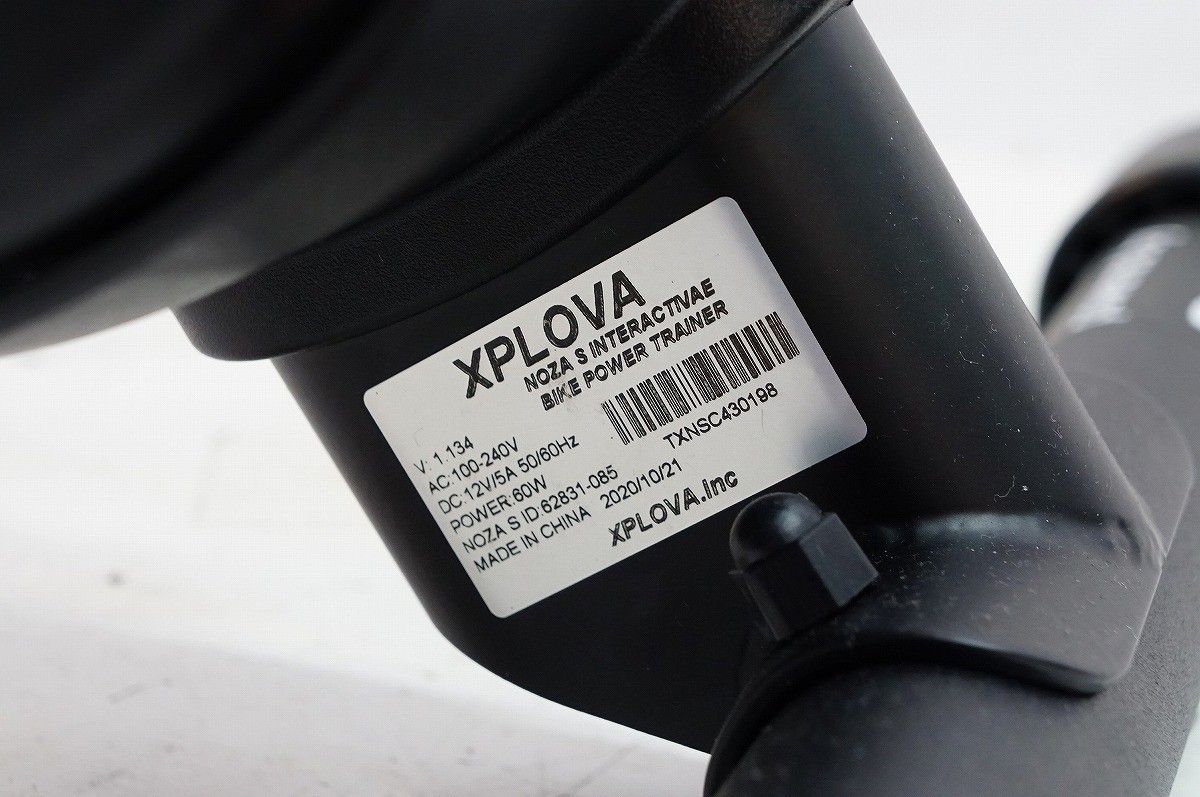 XPLOVA
NOZA S INTERACTIVAE
BIKE POWER TRAINER
V: 1.134
AC:100-240V
DC:12V/5A 50/60Hz
POWER:60W
NOZA S ID:62831-085
MADE IN CHINA 2020/10/21
TXNSC430198
XPLOVA.inc